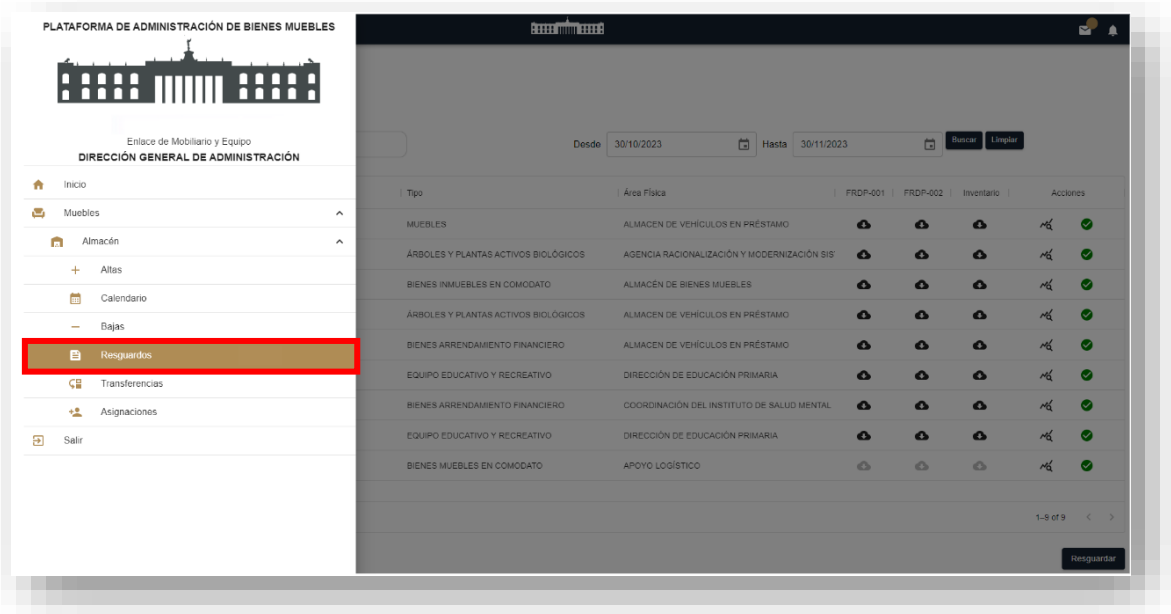 PLATAFORMA DE ADMINISTRACIÓN DE BIENES MUEBLES
Enlace de Mobiliario y Equipo
DIRECCIÓN GENERAL DE ADMINISTRACIÓN
Inicio
Muebles
Almacén
Altas
Calendario
Bajas
Resguardos
Transferencias
Asignaciones
Salir
Desde 30/10/2023 Hasta 30/11/2023 Buscar Limpiar
Tipo Área Física FRDP-001 FRDP-002 Inventario Acciones
MUEBLES ALMACEN DE VEHÍCULOS EN PRÉSTAMO
ÁRBOLES Y PLANTAS ACTIVOS BIOLÓGICOS AGENCIA RACIONALIZACIÓN Y MODERNIZACIÓN SIS
BIENES INMUEBLES EN COMODATO ALMACÉN DE BIENES MUEBLES
ÁRBOLES Y PLANTAS ACTIVOS BIOLÓGICOS ALMACEN DE VEHÍCULOS EN PRÉSTAMO
BIENES ARRENDAMIENTO FINANCIERO ALMACEN DE VEHÍCULOS EN PRÉSTAMO
EQUIPO EDUCATIVO Y RECREATIVO DIRECCIÓN DE EDUCACIÓN PRIMARIA
BIENES ARRENDAMIENTO FINANCIERO COORDINACIÓN DEL INSTITUTO DE SALUD MENTAL
EQUIPO EDUCATIVO Y RECREATIVO DIRECCIÓN DE EDUCACIÓN PRIMARIA
BIENES MUEBLES EN COMODATO APOYO LOGÍSTICO
1–9 of 9
Resguardar